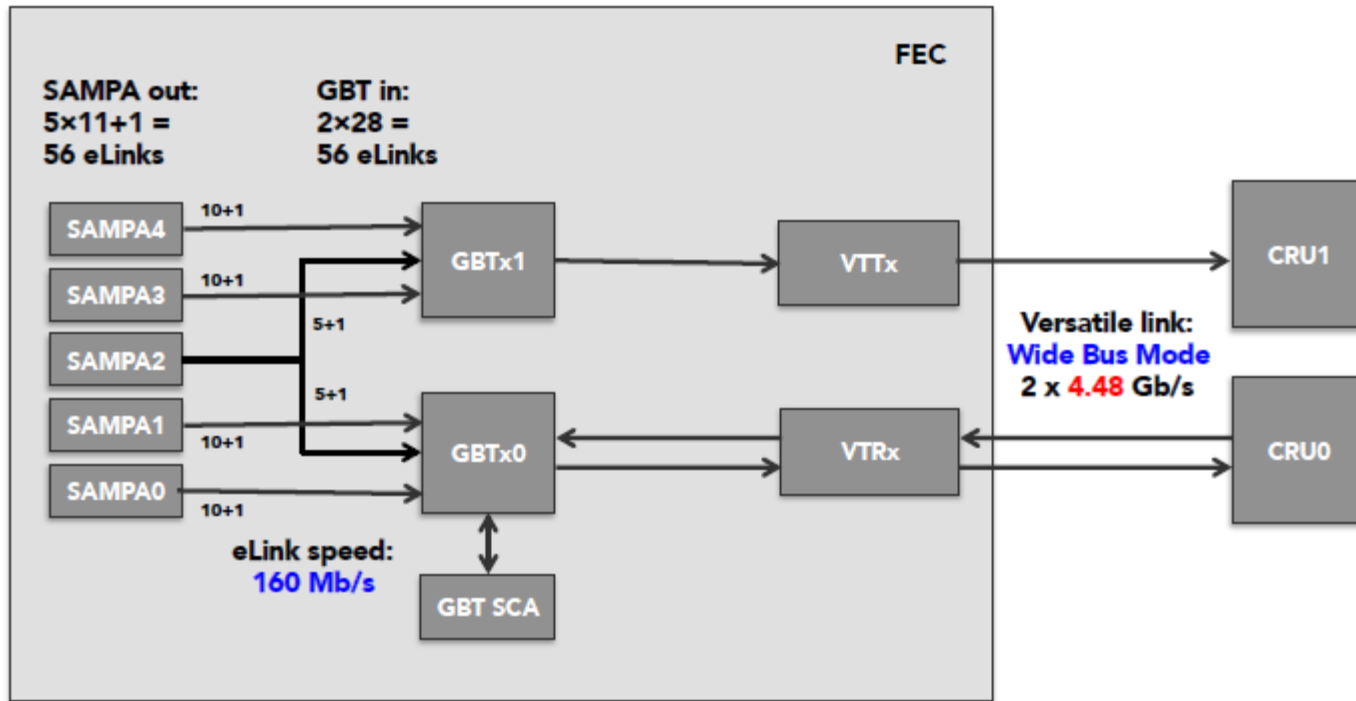 FEC
SAMPA out:
5×11+1 =
56 eLinks
GBT in:
2×28 =
56 eLinks
SAMPA4
10+1
GBTx1
VTTx
CRU1
SAMPA3
10+1
5+1
SAMPA2
Versatile link:
Wide Bus Mode
2 x 4.48 Gb/s
5+1
SAMPA1
10+1
GBTx0
VTRx
CRU0
SAMPA0
10+1
eLink speed:
160 Mb/s
GBT SCA